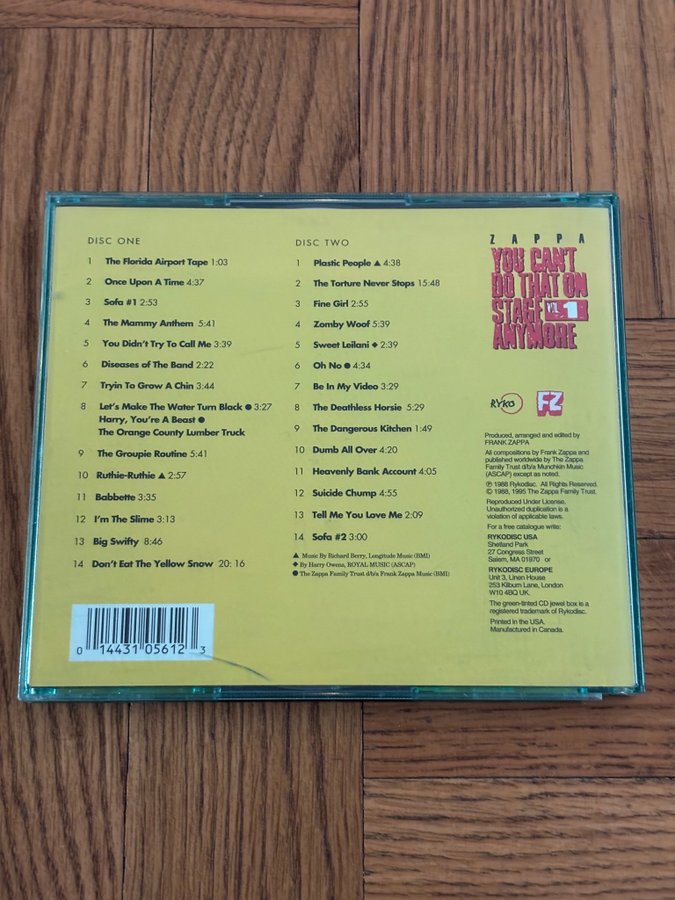 DISC ONE
1 The Florida Airport Tape 1:03
2 Once Upon A Time 4:37
3 Sofa #1 2:53
4 The Mammy Anthem 5:41
5 You Didn't Try To Call Me 3:39
6 Diseases of The Band 2:22
7 Tryin To Grow A Chin 3:44
8 Let's Make The Water Turn Black ● 3:27
Harry, You're A Beast ●
The Orange County Lumber Truck
9 The Groupie Routine 5:41
10 Ruthie-Ruthie ▲ 2:57
11 Babbette 3:35
12 I'm The Slime 3:13
13 Big Swifty 8:46
14 Don't Eat The Yellow Snow 20:16
0 14431 05612 3
DISC TWO
1 Plastic People ▲ 4:38
2 The Torture Never Stops 15:48
3 Fine Girl 2:55
4 Zomby Woof 5:39
5 Sweet Leilani ◆ 2:39
6 Oh No ● 4:34
7 Be In My Video 3:29
8 The Deathless Horsie 5:29
9 The Dangerous Kitchen 1:49
10 Dumb All Over 4:20
11 Heavenly Bank Account 4:05
12 Suicide Chump 4:55
13 Tell Me You Love Me 2:09
14 Sofa #2 3:00
▲ Music By Richard Berry, Longitude Music (BMI)
◆ By Harry Owens, ROYAL MUSIC (ASCAP)
● The Zappa Family Trust d/b/a Frank Zappa Music (BMI)
ZAPPA
YOU CAN'T
DO THAT ON
STAGE VOL. 1
ANYMORE
RYKO
FZ
Produced, arranged and edited by
FRANK ZAPPA
All compositions by Frank Zappa and
published worldwide by The Zappa
Family Trust d/b/a Munchkin Music
(ASCAP) except as noted.
℗ 1988 Rykodisc. All Rights Reserved.
© 1988, 1995 The Zappa Family Trust.
Reproduced Under License.
Unauthorized duplication is a
violation of applicable laws.
For a free catalogue write:
RYKODISC USA
Shetland Park
27 Congress Street
Salem, MA 01970 or
RYKODISC EUROPE
Unit 3, Linen House
253 Kilburn Lane, London
W10 4BQ UK.
The green-tinted CD jewel box is a
registered trademark of Rykodisc.
Printed in the USA.
Manufactured in Canada.